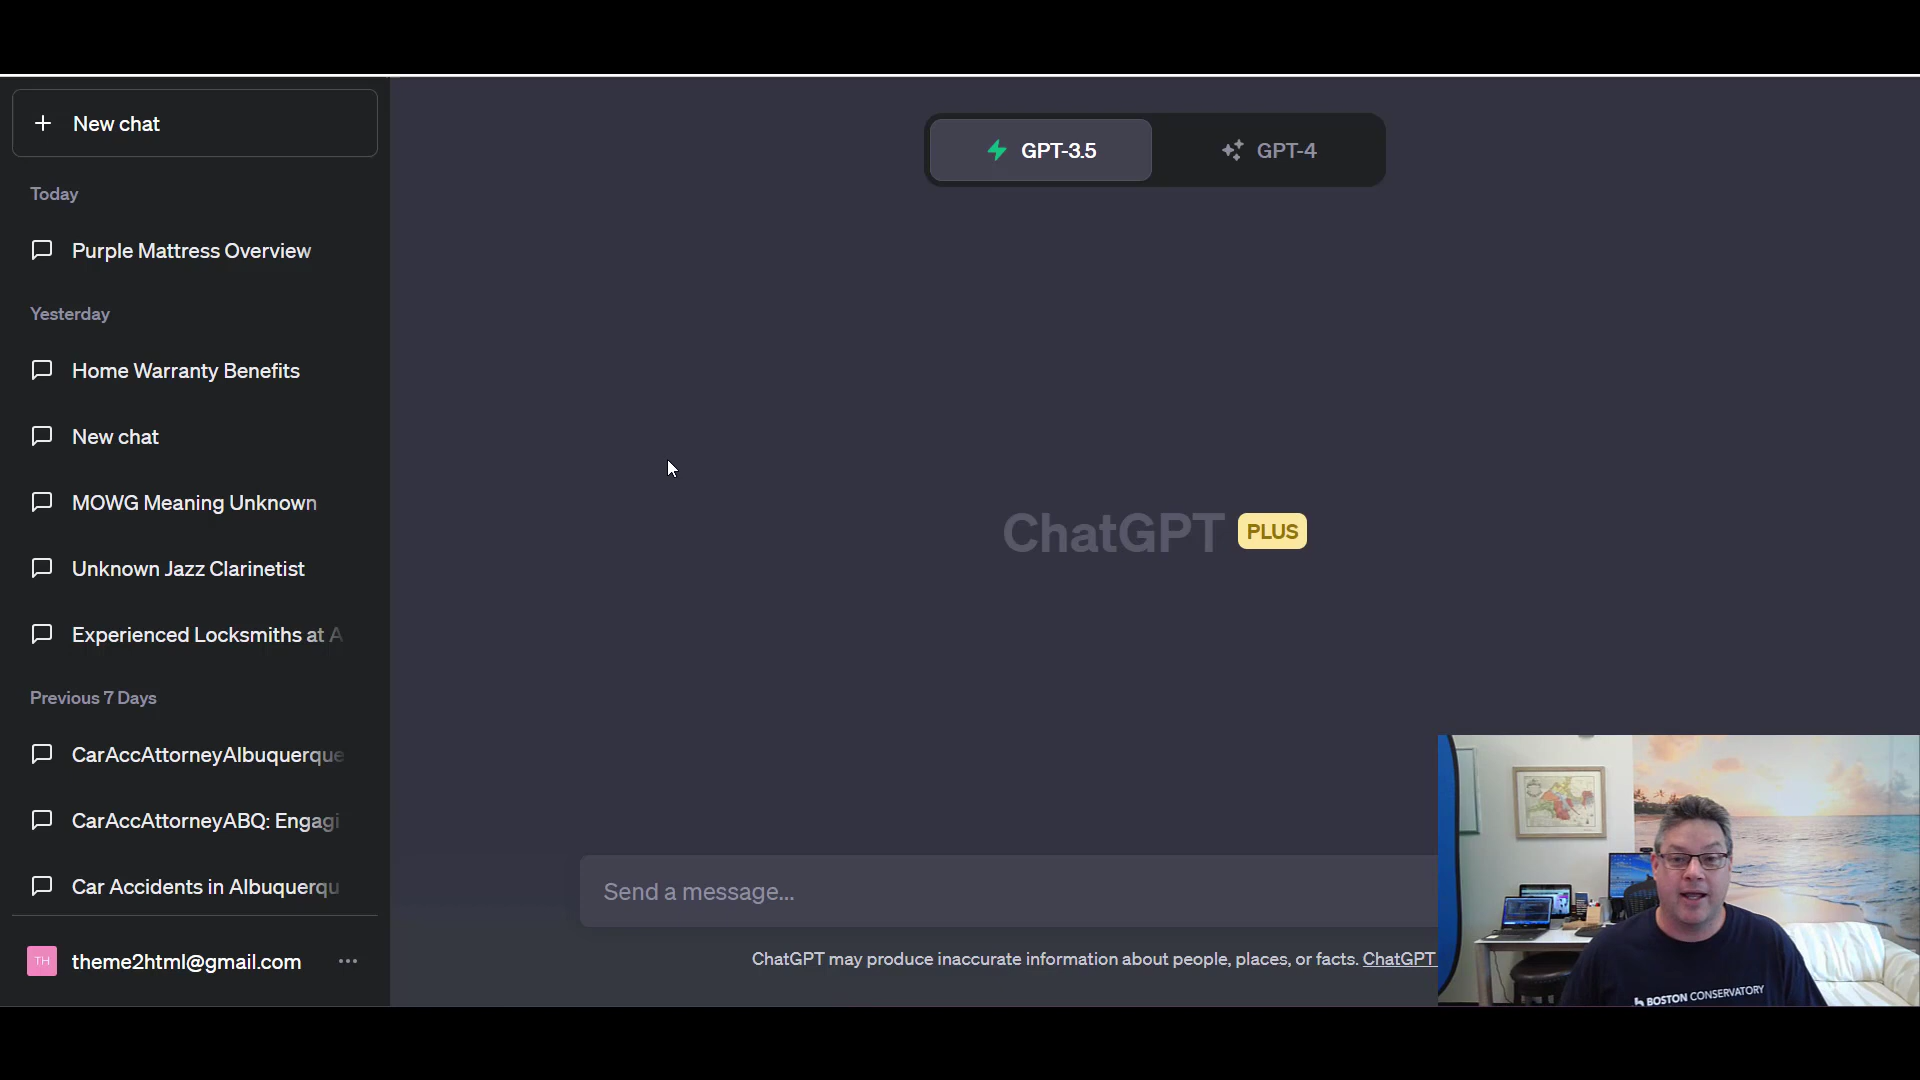 New chat
Today
Purple Mattress Overview
Yesterday
Home Warranty Benefits
New chat
MOWG Meaning Unknown
Unknown Jazz Clarinetist
Experienced Locksmiths at A
Previous 7 Days
CarAccAttorneyAlbuquerque
CarAccAttorneyABQ: Engagi
Car Accidents in Albuquerqu
TH theme2html@gmail.com
GPT-3.5
GPT-4
ChatGPT PLUS
Send a message...
ChatGPT may produce inaccurate information about people, places, or facts. ChatGPT
BOSTON CONSERVATORY